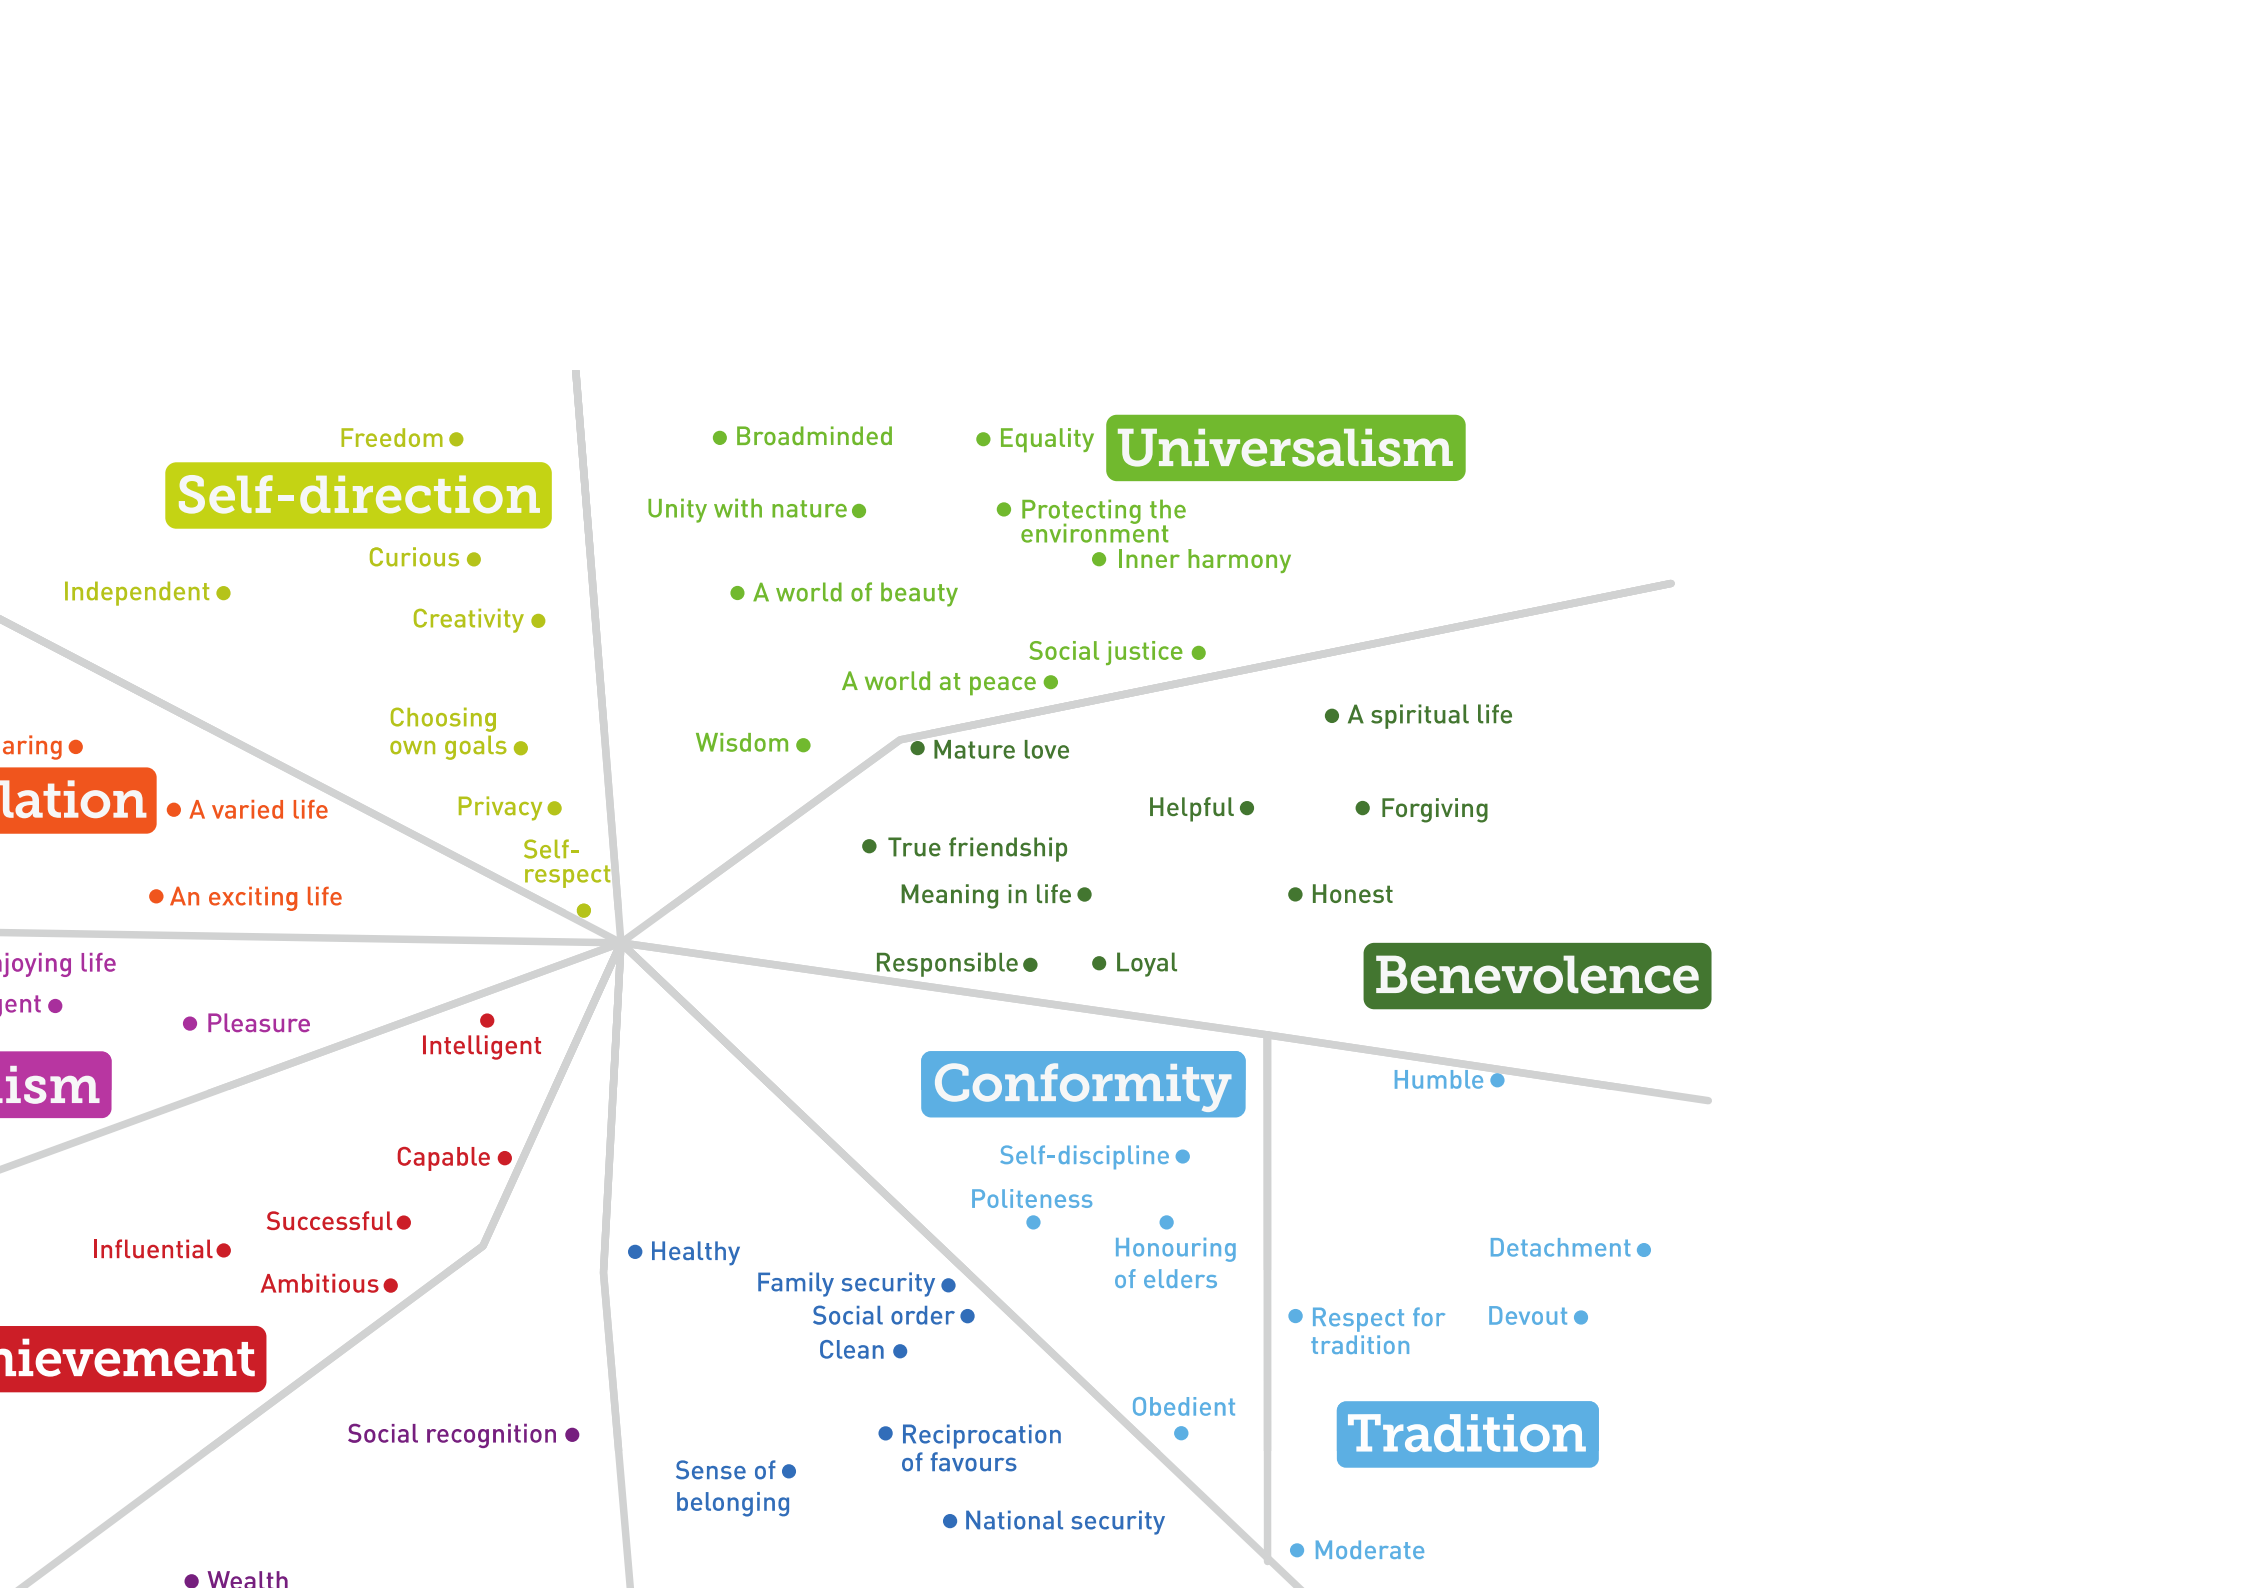 Freedom
Self-direction
Curious
Independent
Creativity
Choosing
own goals
Privacy
Self-
respect
Broadminded
Equality
Universalism
Unity with nature
Protecting the
environment
Inner harmony
A world of beauty
Social justice
A world at peace
Wisdom
aring
lation
A varied life
An exciting life
Mature love
A spiritual life
Helpful
Forgiving
True friendship
Meaning in life
Honest
Responsible
Loyal
Benevolence
joying life
gent
Pleasure
ism
Intelligent
Capable
Successful
Influential
Ambitious
hievement
Social recognition
Wealth
Healthy
Family security
Social order
Clean
Reciprocation
of favours
Sense of
belonging
National security
Conformity
Self-discipline
Politeness
Honouring
of elders
Obedient
Humble
Detachment
Respect for
tradition
Devout
Tradition
Moderate